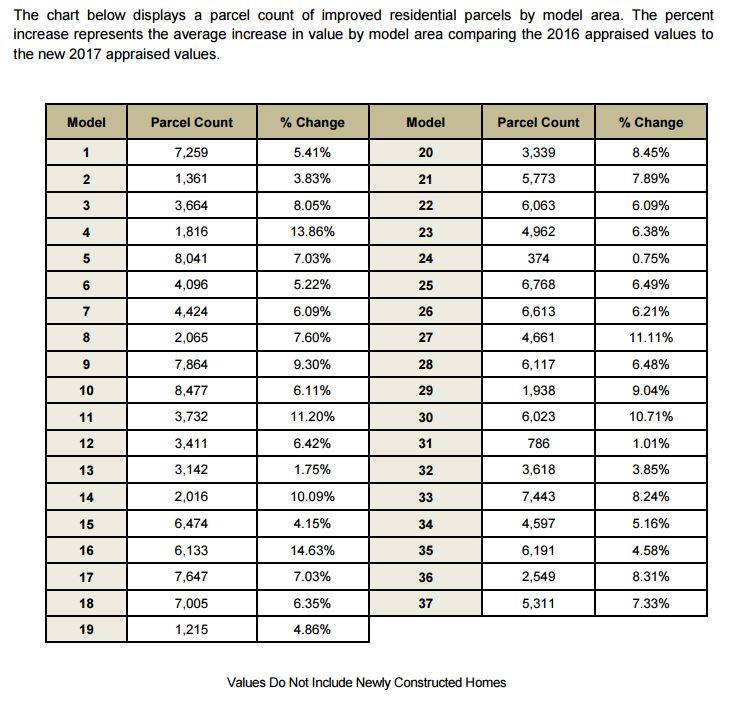 The chart below displays a parcel count of improved residential parcels by model area. The percent
increase represents the average increase in value by model area comparing the 2016 appraised values to
the new 2017 appraised values.
Model Parcel Count % Change Model Parcel Count % Change
1 7,259 5.41% 20 3,339 8.45%
2 1,361 3.83% 21 5,773 7.89%
3 3,664 8.05% 22 6,063 6.09%
4 1,816 13.86% 23 4,962 6.38%
5 8,041 7.03% 24 374 0.75%
6 4,096 5.22% 25 6,768 6.49%
7 4,424 6.09% 26 6,613 6.21%
8 2,065 7.60% 27 4,661 11.11%
9 7,864 9.30% 28 6,117 6.48%
10 8,477 6.11% 29 1,938 9.04%
11 3,732 11.20% 30 6,023 10.71%
12 3,411 6.42% 31 786 1.01%
13 3,142 1.75% 32 3,618 3.85%
14 2,016 10.09% 33 7,443 8.24%
15 6,474 4.15% 34 4,597 5.16%
16 6,133 14.63% 35 6,191 4.58%
17 7,647 7.03% 36 2,549 8.31%
18 7,005 6.35% 37 5,311 7.33%
19 1,215 4.86%
Values Do Not Include Newly Constructed Homes